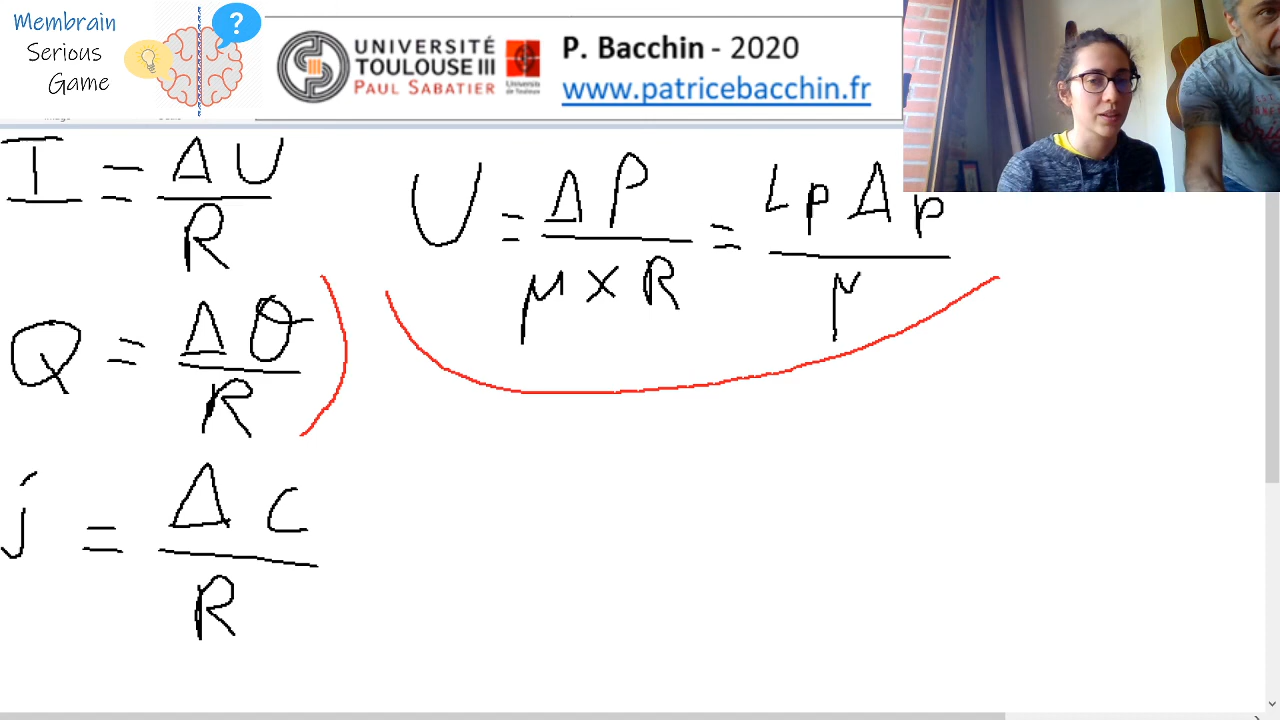 Membrain
Serious
Game
?
UNIVERSITÉ
TOULOUSE III
PAUL SABATIER
P. Bacchin - 2020
www.patricebacchin.fr
I = ΔU / R
U = ΔP / μ × R = Lp Δp / μ
Q = Δθ / R
j = Δc / R